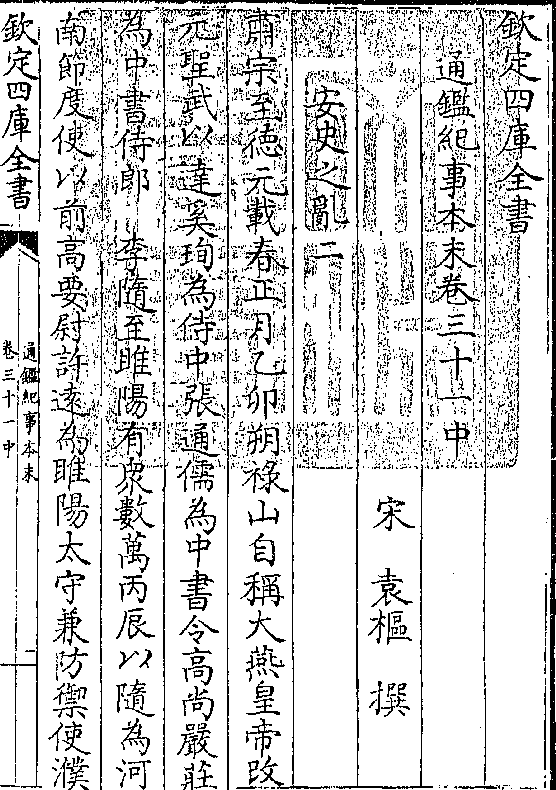 欽定四庫全書
通鑑紀事本末卷三十一中
宋 袁樞 撰
安史之亂二
肅宗至德元載春正月乙卯朔祿山自稱大燕皇帝改
元聖武以達奚珣為侍中張通儒為中書令高尚嚴莊
為中書侍郎 李隨至睢陽有衆數萬丙辰以隨為河
南節度使以前高要尉許遠為睢陽太守兼防禦使濮
欽定四庫全書
通鑑紀事本末
卷三十一中
一